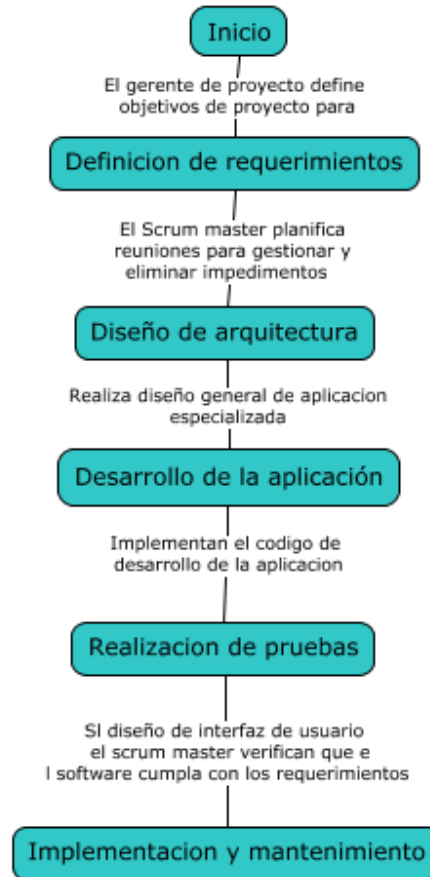 Inicio
El gerente de proyecto define
objetivos de proyecto para
Definicion de requerimientos
El Scrum master planifica
reuniones para gestionar y
eliminar impedimentos
Diseño de arquitectura
Realiza diseño general de aplicacion
especializada
Desarrollo de la aplicación
Implementan el codigo de
desarrollo de la aplicacion
Realizacion de pruebas
Sl diseño de interfaz de usuario
el scrum master verifican que e
l software cumpla con los requerimientos
Implementacion y mantenimiento